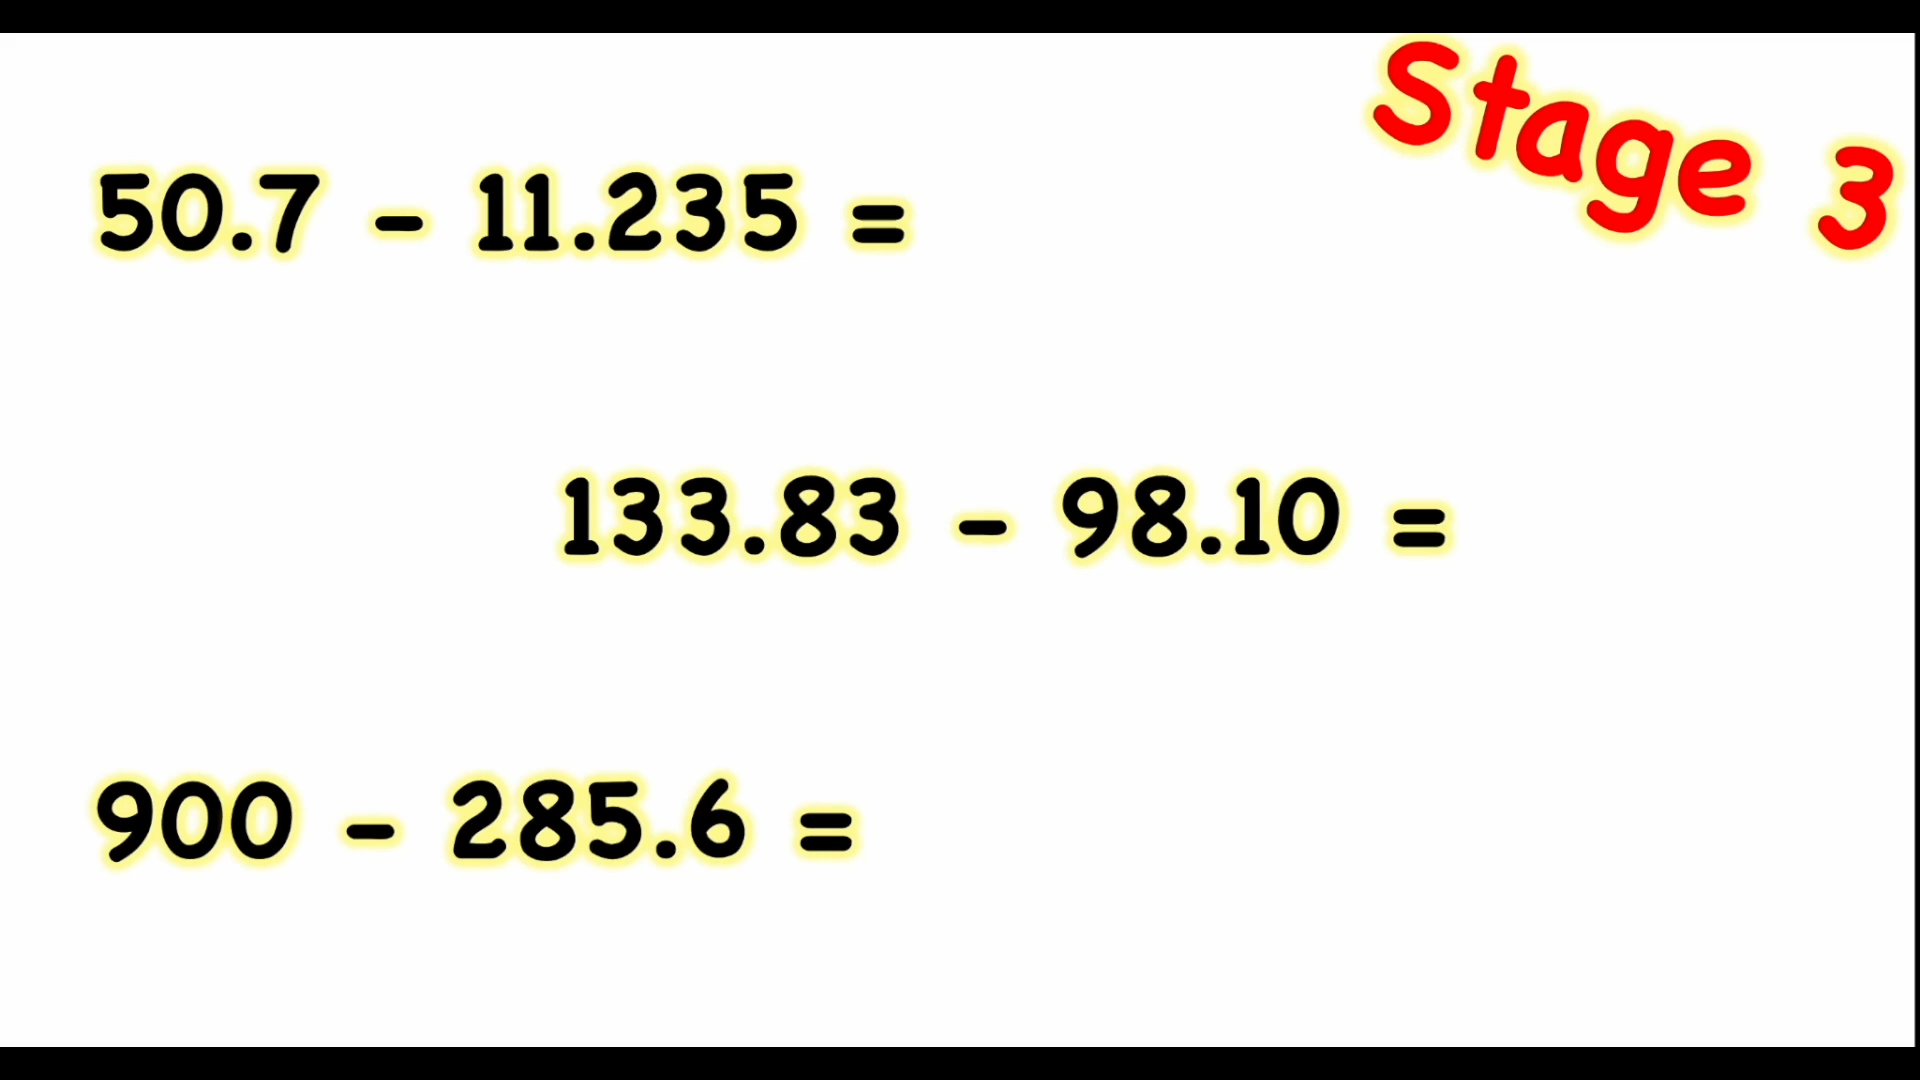 Stage 3
50.7 - 11.235 =
133.83 - 98.10 =
900 - 285.6 =